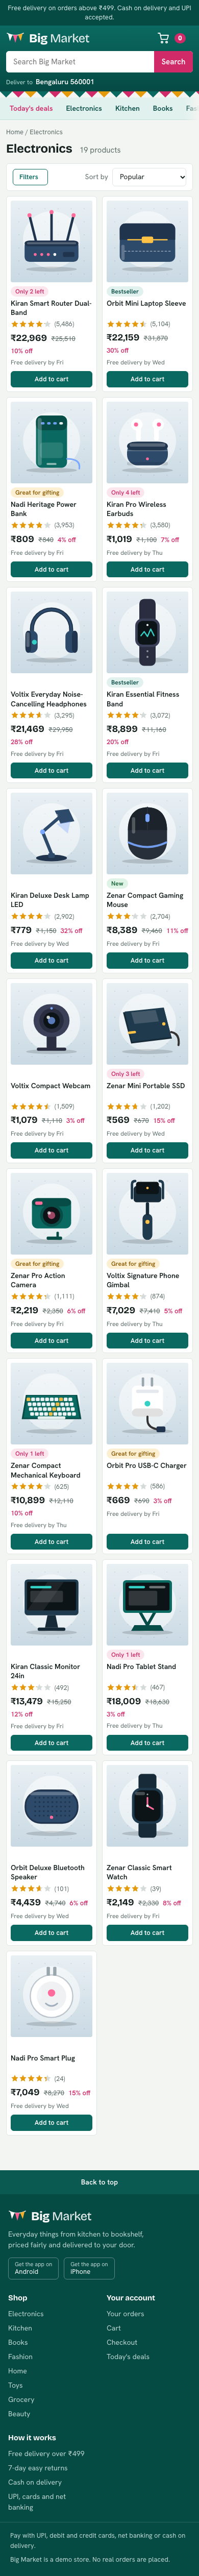 Free delivery on orders above ₹499. Cash on delivery and UPI
accepted.
Big Market
0
Search Big Market
Search
Deliver to Bengaluru 560001
Today's deals
Electronics
Kitchen
Books
Fas
Home / Electronics
Electronics 19 products
Filters
Sort by
Popular
Only 2 left
Kiran Smart Router Dual-
Band
(5,486)
₹22,969 ₹25,510
10% off
Free delivery by Fri
Add to cart
Bestseller
Orbit Mini Laptop Sleeve
(5,104)
₹22,159 ₹31,870
30% off
Free delivery by Wed
Add to cart
Great for gifting
Nadi Heritage Power
Bank
(3,953)
₹809 ₹840 4% off
Free delivery by Fri
Add to cart
Only 4 left
Kiran Pro Wireless
Earbuds
(3,580)
₹1,019 ₹1,100 7% off
Free delivery by Thu
Add to cart
Voltix Everyday Noise-
Cancelling Headphones
(3,295)
₹21,469 ₹29,950
28% off
Free delivery by Fri
Add to cart
Bestseller
Kiran Essential Fitness
Band
(3,072)
₹8,899 ₹11,160
20% off
Free delivery by Fri
Add to cart
Kiran Deluxe Desk Lamp
LED
(2,902)
₹779 ₹1,150 32% off
Free delivery by Wed
Add to cart
New
Zenar Compact Gaming
Mouse
(2,704)
₹8,389 ₹9,460 11% off
Free delivery by Fri
Add to cart
Voltix Compact Webcam
(1,509)
₹1,079 ₹1,110 3% off
Free delivery by Fri
Add to cart
Only 3 left
Zenar Mini Portable SSD
(1,202)
₹569 ₹670 15% off
Free delivery by Wed
Add to cart
Great for gifting
Zenar Pro Action
Camera
(1,111)
₹2,219 ₹2,350 6% off
Free delivery by Fri
Add to cart
Great for gifting
Voltix Signature Phone
Gimbal
(874)
₹7,029 ₹7,410 5% off
Free delivery by Thu
Add to cart
Only 1 left
Zenar Compact
Mechanical Keyboard
(625)
₹10,899 ₹12,110
10% off
Free delivery by Thu
Add to cart
Great for gifting
Orbit Pro USB-C Charger
(586)
₹669 ₹690 3% off
Free delivery by Fri
Add to cart
Kiran Classic Monitor
24in
(492)
₹13,479 ₹15,250
12% off
Free delivery by Fri
Add to cart
Only 1 left
Nadi Pro Tablet Stand
(467)
₹18,009 ₹18,630
3% off
Free delivery by Thu
Add to cart
Orbit Deluxe Bluetooth
Speaker
(101)
₹4,439 ₹4,740 6% off
Free delivery by Wed
Add to cart
Zenar Classic Smart
Watch
(39)
₹2,149 ₹2,330 8% off
Free delivery by Fri
Add to cart
Nadi Pro Smart Plug
(24)
₹7,049 ₹8,270 15% off
Free delivery by Wed
Add to cart
Back to top
Big Market
Everything from kitchen to bookshelf,
priced fairly and delivered to your door.
Get the app on
Android
Get the app on
iPhone
Shop
Electronics
Kitchen
Books
Fashion
Home
Toys
Grocery
Beauty
Your account
Your orders
Cart
Checkout
Today's deals
How it works
Free delivery over ₹499
7-day easy returns
Cash on delivery
UPI, cards and net
banking
Pay with UPI, debit and credit cards, net banking or cash on
delivery.
Big Market is a demo store. No real orders are placed.